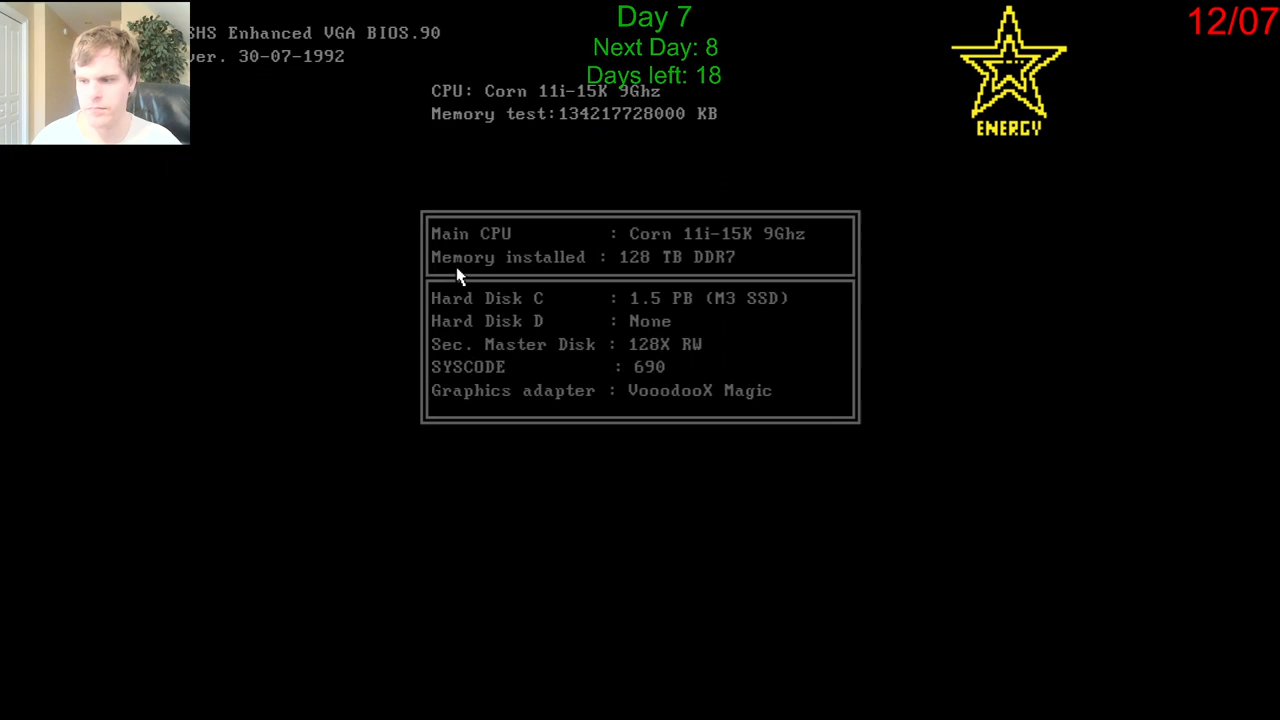 SHS Enhanced VGA BIOS.90
ver. 30-07-1992
Day 7
Next Day: 8
Days left: 18
12/07
ENERGY
CPU: Corn 11i-15K 9Ghz
Memory test:134217728000 KB
Main CPU : Corn 11i-15K 9Ghz
Memory installed : 128 TB DDR7
Hard Disk C : 1.5 PB (M3 SSD)
Hard Disk D : None
Sec. Master Disk : 128X RW
SYSCODE : 690
Graphics adapter : VooodooX Magic